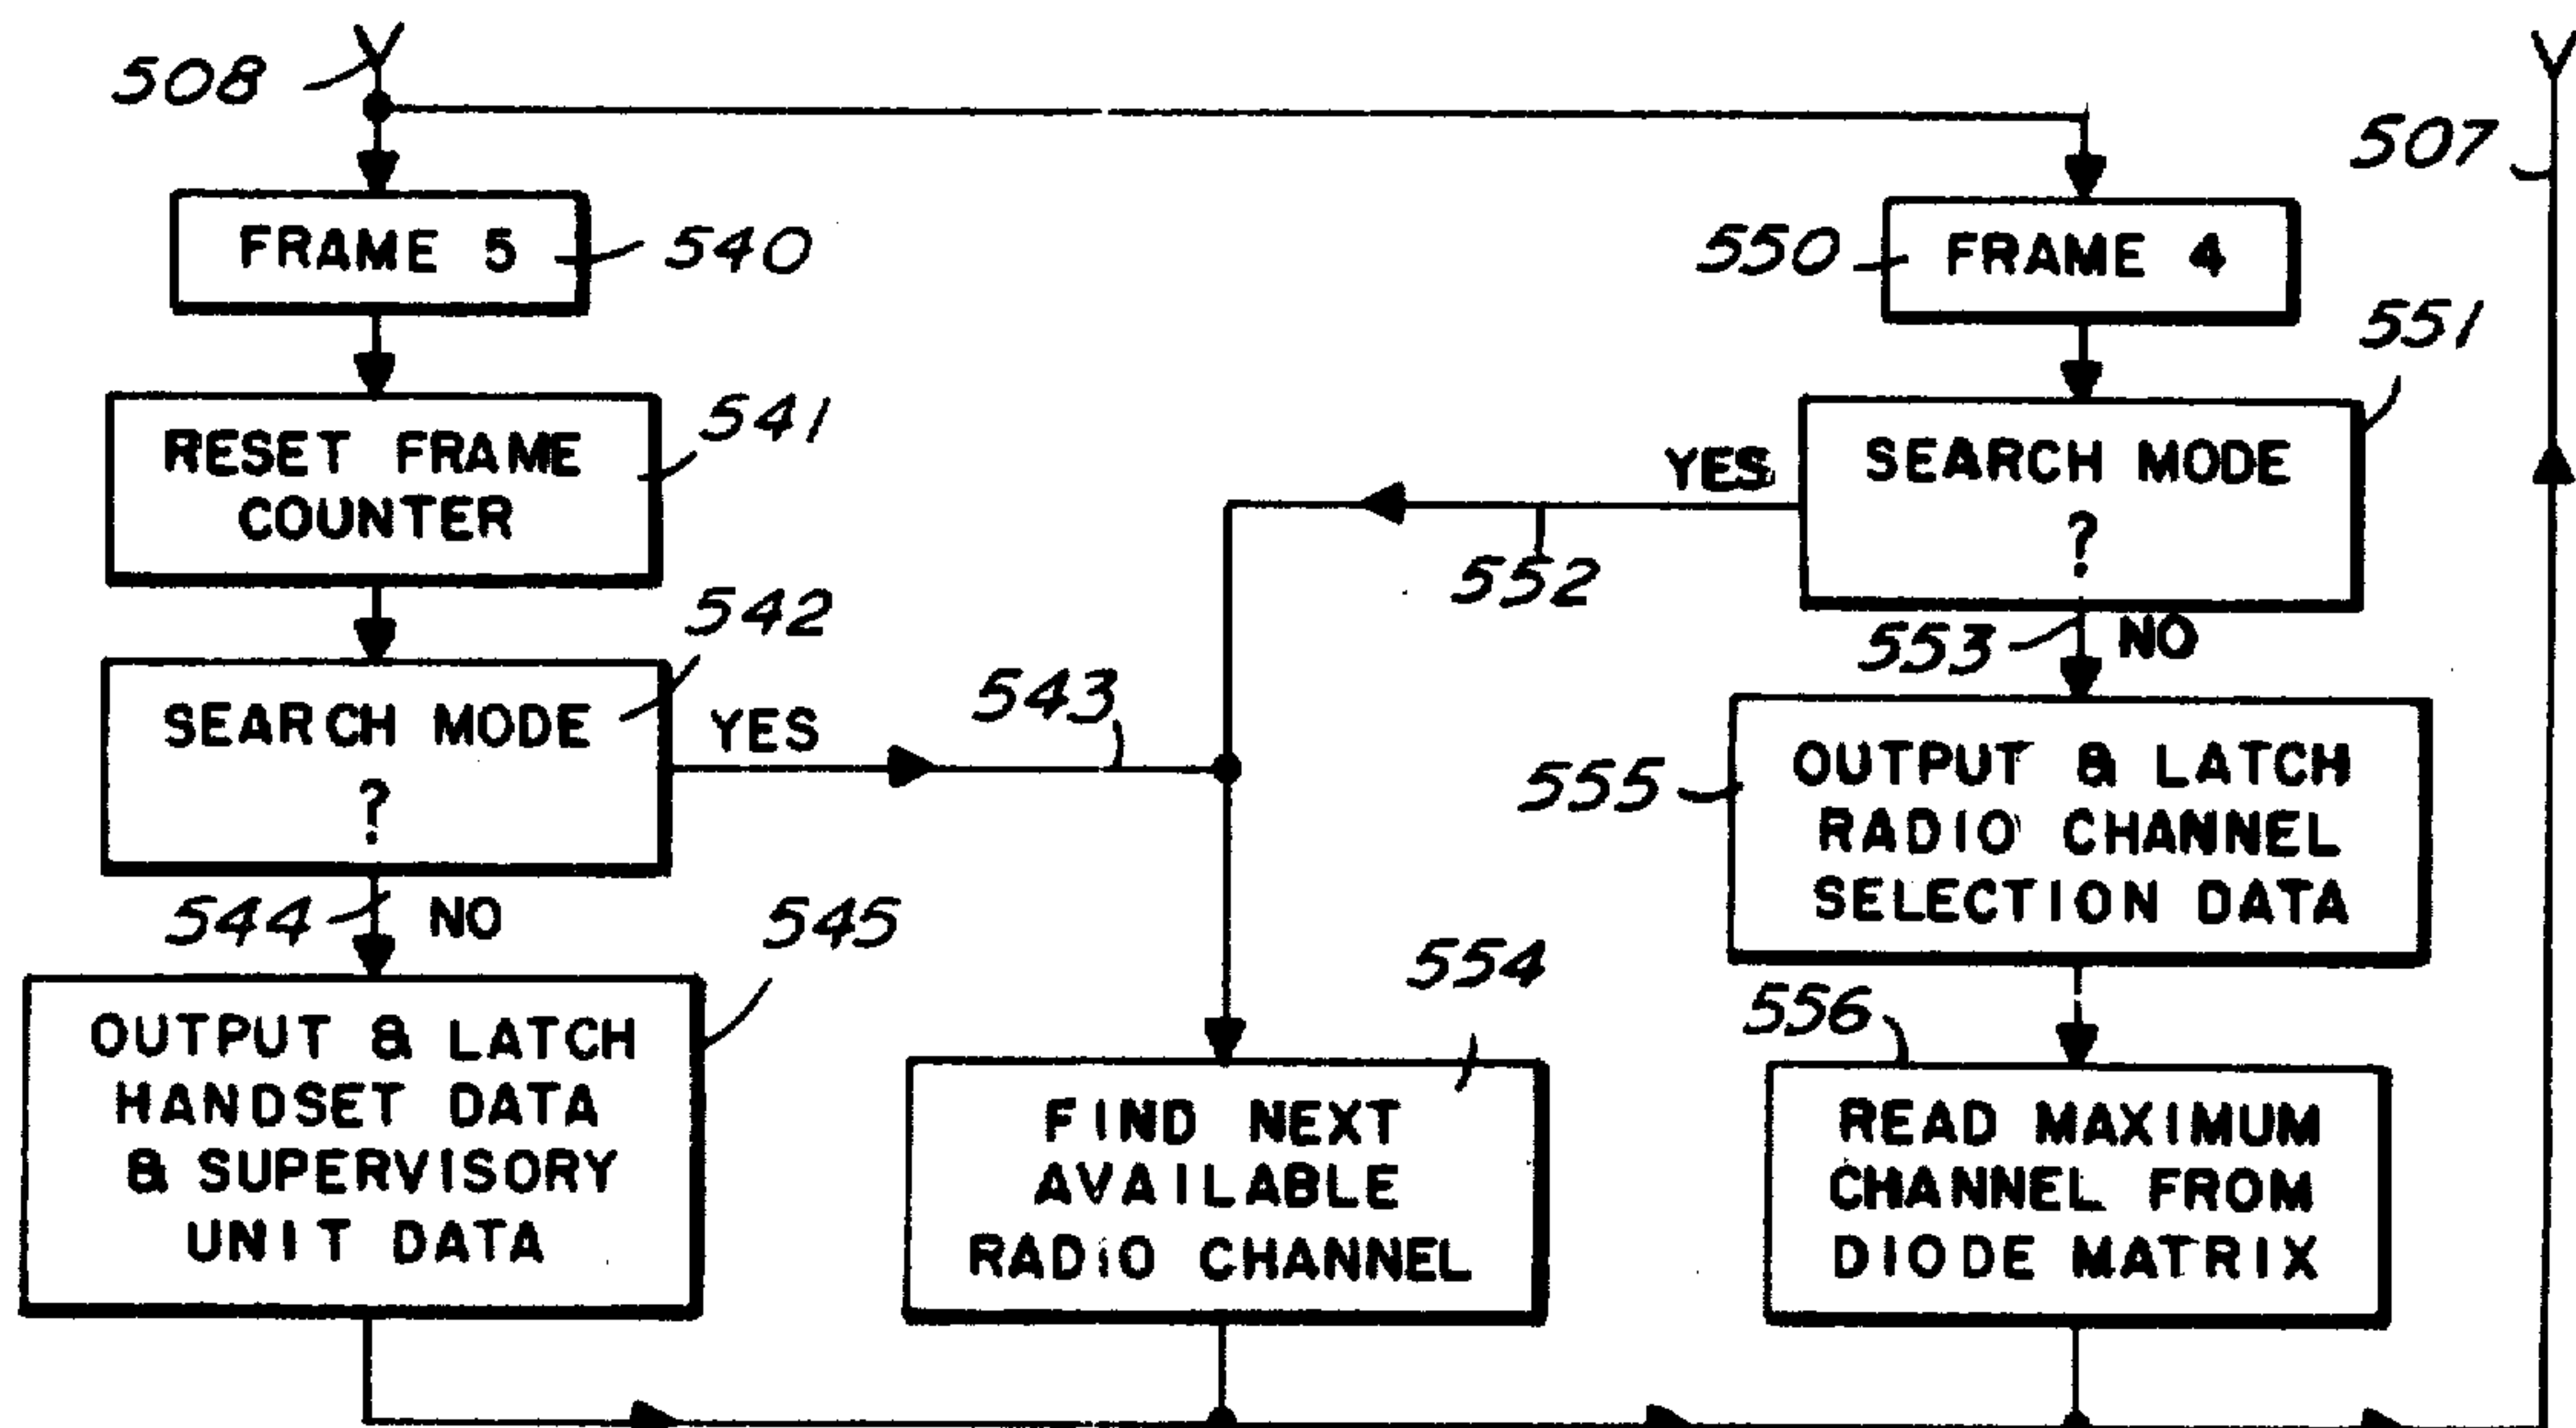 508
507
FRAME 5
540
550
FRAME 4
551
RESET FRAME
COUNTER
541
YES
SEARCH MODE
?
552
542
553
NO
SEARCH MODE
?
YES
543
555
OUTPUT & LATCH
RADIO CHANNEL
SELECTION DATA
544
NO
545
554
556
OUTPUT & LATCH
HANDSET DATA
& SUPERVISORY
UNIT DATA
FIND NEXT
AVAILABLE
RADIO CHANNEL
READ MAXIMUM
CHANNEL FROM
DIODE MATRIX